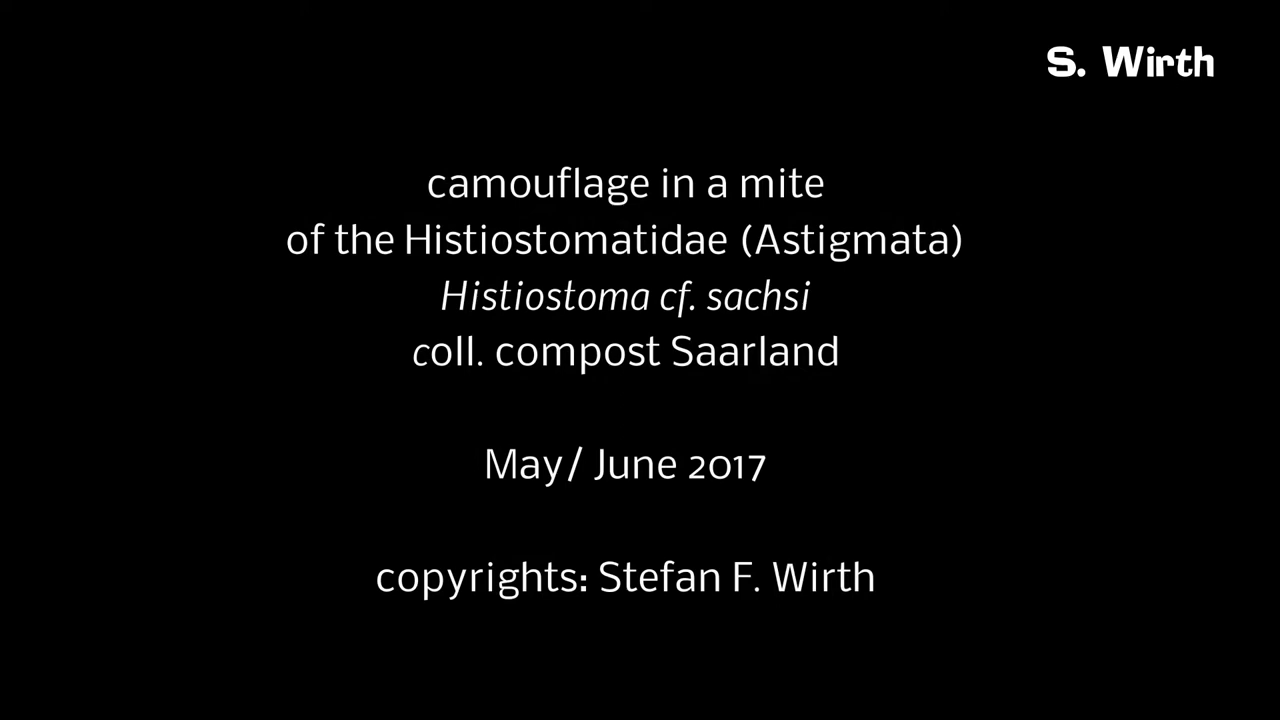 S. Wirth
camouflage in a mite
of the Histiostomatidae (Astigmata)
Histiostoma cf. sachsi
coll. compost Saarland
May/ June 2017
copyrights: Stefan F. Wirth